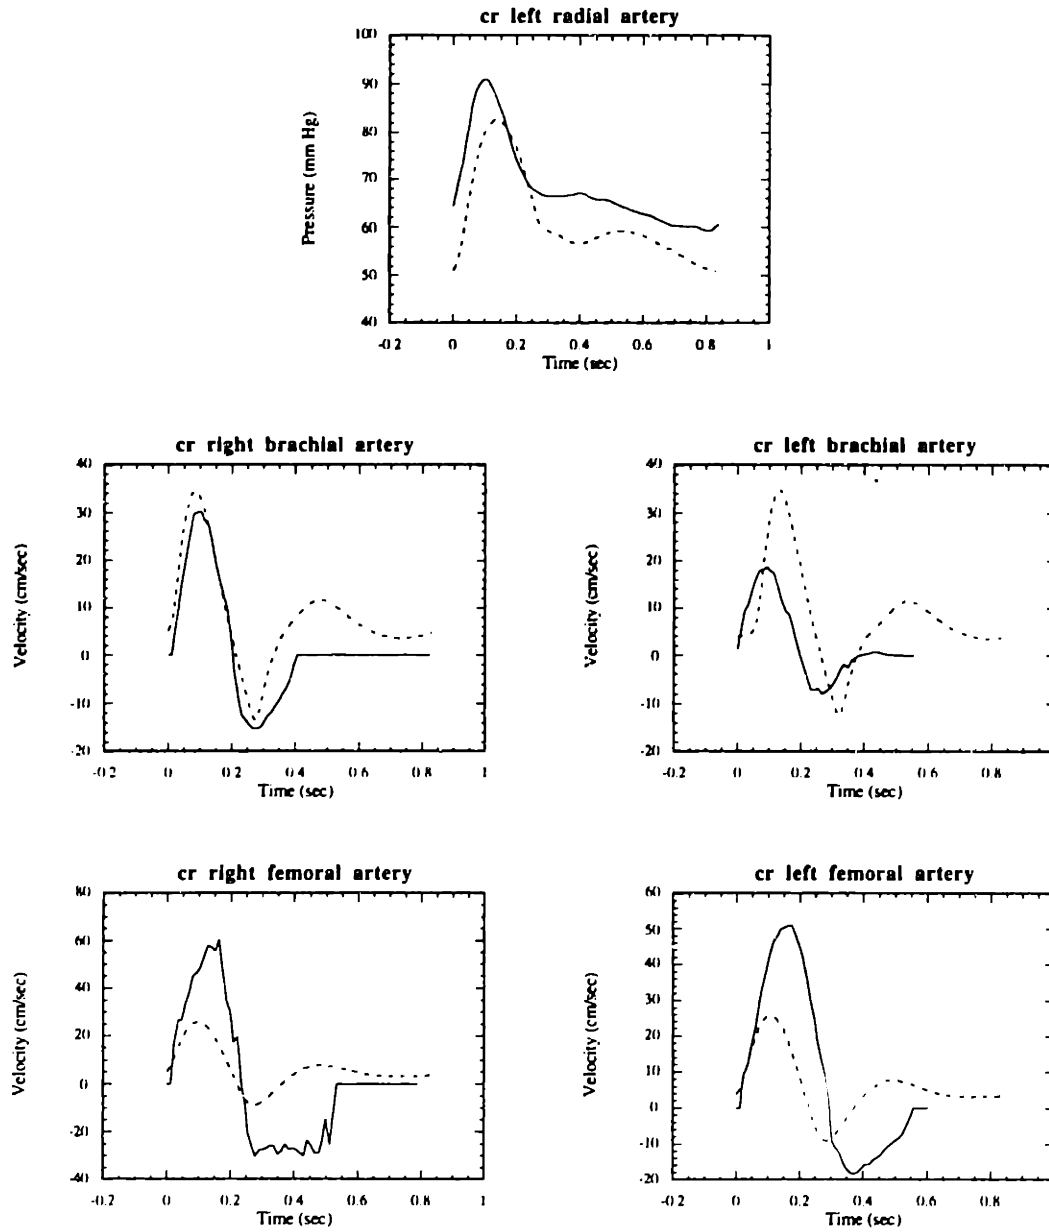 cr left radial artery
100
90
80
70
60
50
40
Pressure (mm Hg)
-0.2 0 0.2 0.4 0.6 0.8 1
Time (sec)
cr right brachial artery
40
30
20
10
0
-10
-20
Velocity (cm/sec)
-0.2 0 0.2 0.4 0.6 0.8 1
Time (sec)
cr left brachial artery
40
30
20
10
0
-10
-20
Velocity (cm/sec)
-0.2 0 0.2 0.4 0.6 0.8
Time (sec)
cr right femoral artery
80
60
40
20
0
-20
-40
Velocity (cm/sec)
-0.2 0 0.2 0.4 0.6 0.8 1
Time (sec)
cr left femoral artery
60
50
40
30
20
10
0
-10
-20
Velocity (cm/sec)
-0.2 0 0.2 0.4 0.6 0.8
Time (sec)